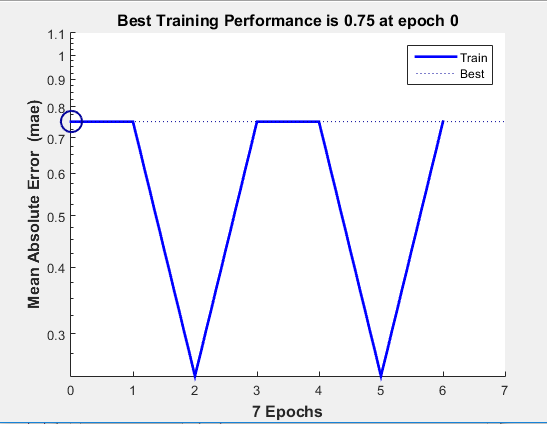 Best Training Performance is 0.75 at epoch 0
1.1
1
0.9
0.8
0.7
0.6
0.5
0.4
0.3
Mean Absolute Error (mae)
Train
Best
0 1 2 3 4 5 6 7
7 Epochs